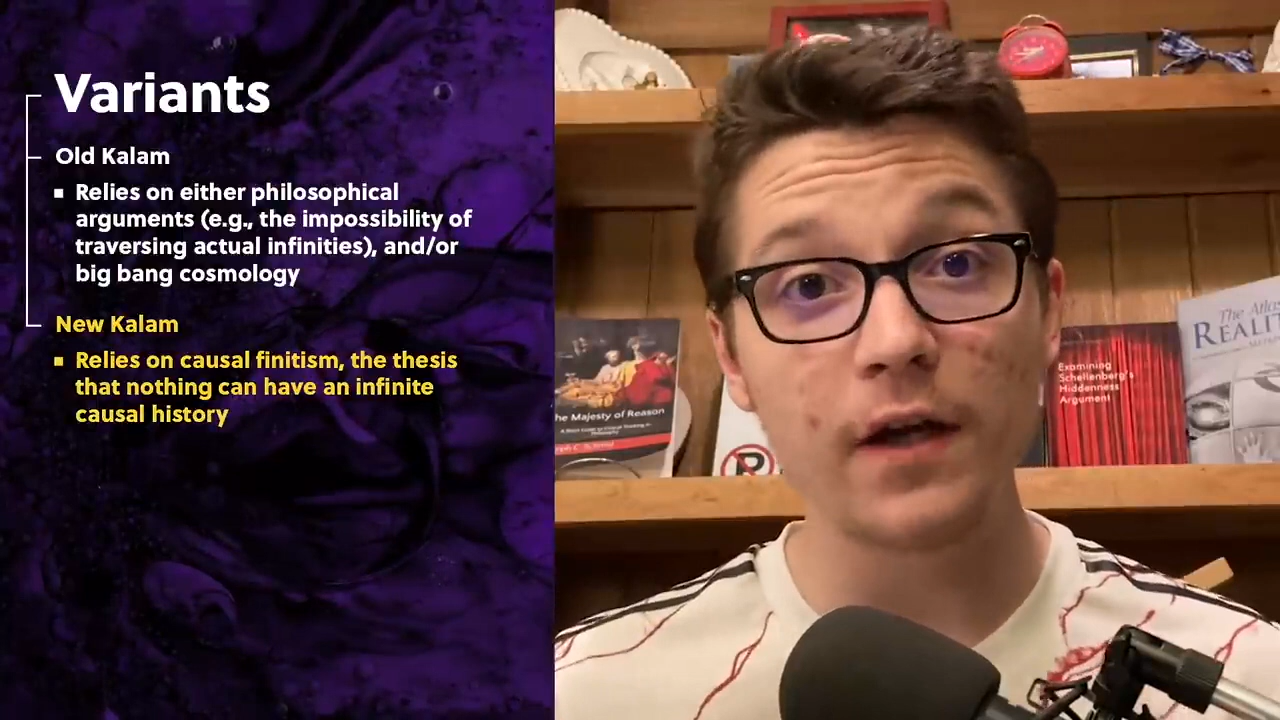 Variants
Old Kalam
Relies on either philosophical
arguments (e.g., the impossibility of
traversing actual infinities), and/or
big bang cosmology
New Kalam
Relies on causal finitism, the thesis
that nothing can have an infinite
causal history
The Majesty of Reason
Examining
Schellenberg's
Hiddenness
Argument
The Atlas
REALIT